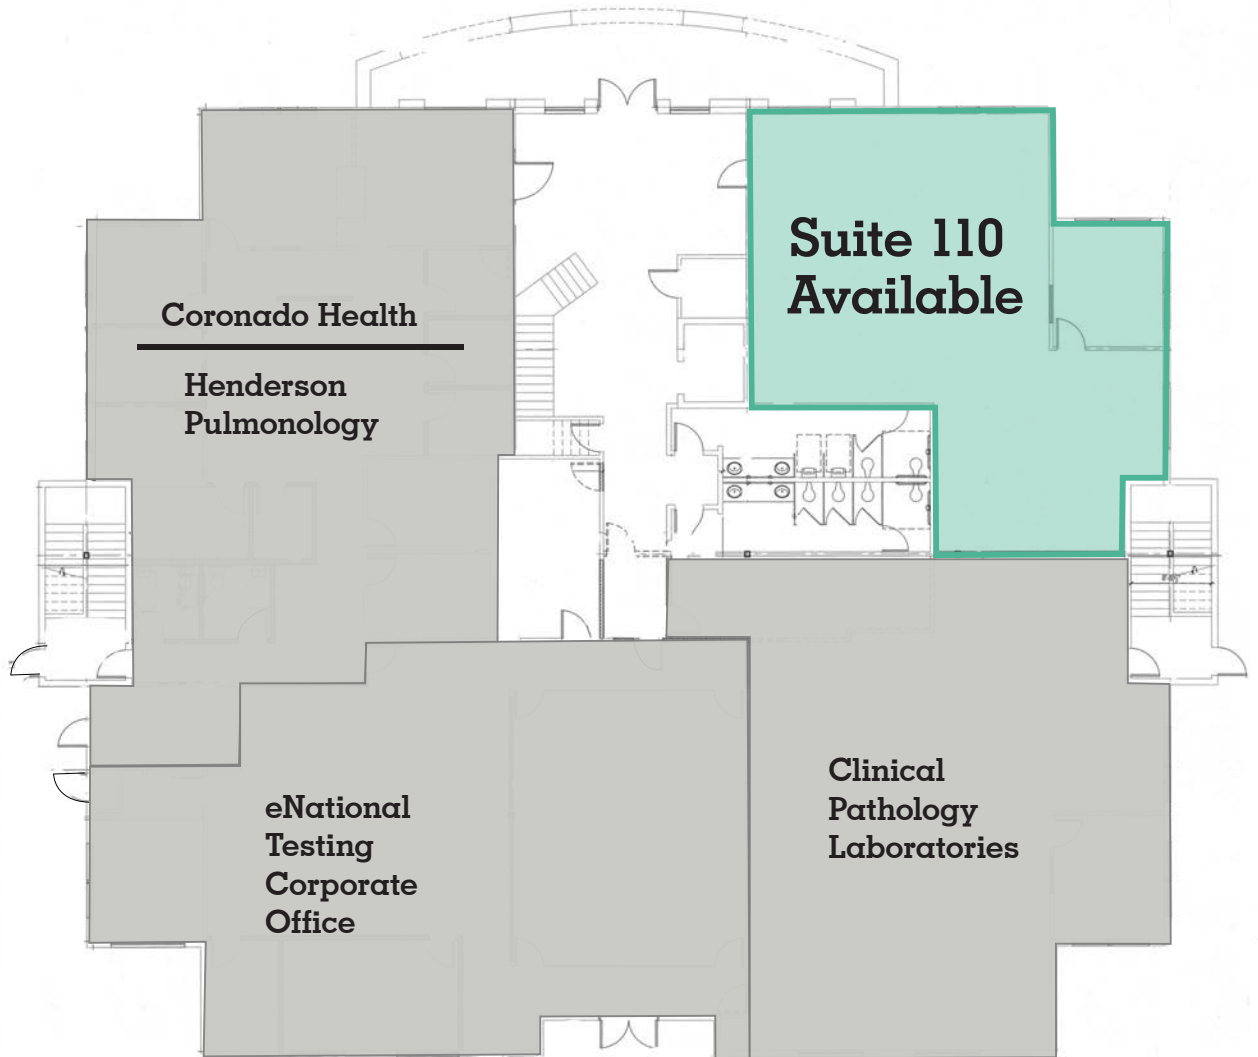 Suite 110
Available
Coronado Health
Henderson
Pulmonology
eNational
Testing
Corporate
Office
Clinical
Pathology
Laboratories